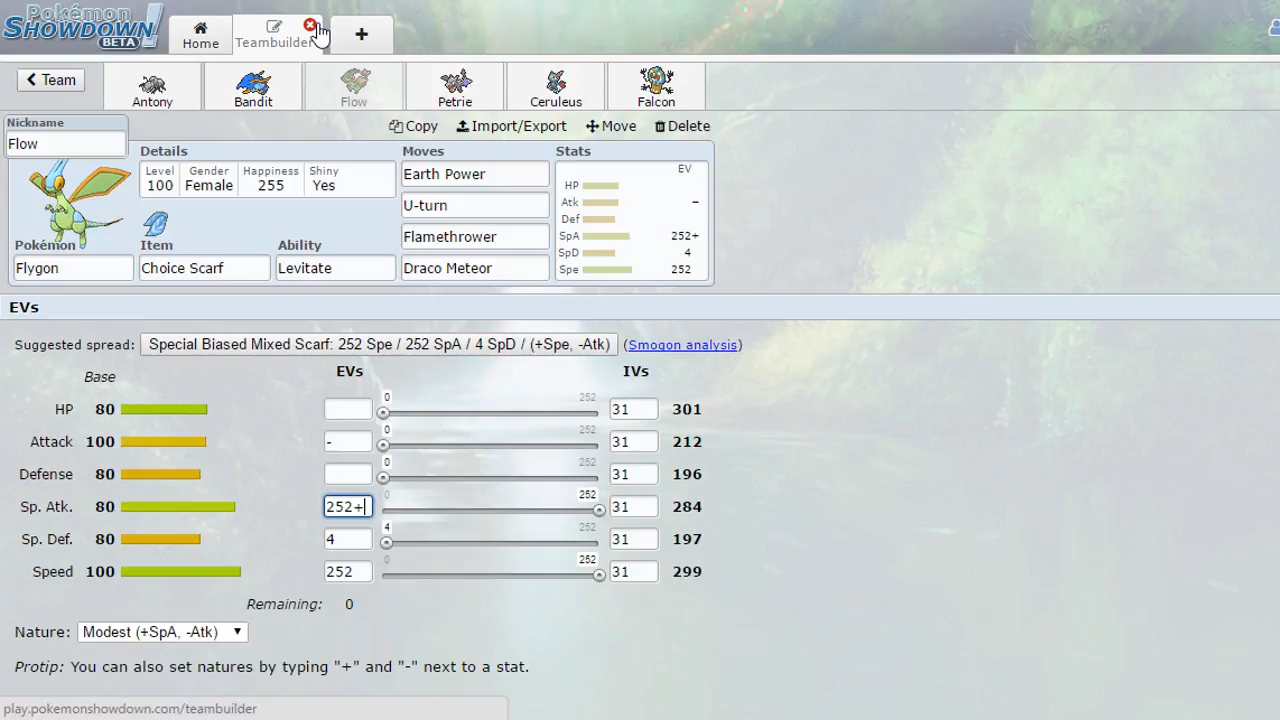 Pokémon
SHOWDOWN!
BETA
Home
Teambuilder
+
Team
Antony
Bandit
Flow
Petrie
Ceruleus
Falcon
Copy
Import/Export
Move
Delete
Nickname
Flow
Details
Level
100
Gender
Female
Happiness
255
Shiny
Yes
Pokémon
Flygon
Item
Choice Scarf
Ability
Levitate
Moves
Earth Power
U-turn
Flamethrower
Draco Meteor
Stats
EV
HP
Atk –
Def
SpA 252+
SpD 4
Spe 252
EVs
Suggested spread: Special Biased Mixed Scarf: 252 Spe / 252 SpA / 4 SpD / (+Spe, -Atk) (Smogon analysis)
Base EVs IVs
HP 80 0 252 31 301
Attack 100 - 0 252 31 212
Defense 80 0 252 31 196
Sp. Atk. 80 252+ 0 252 31 284
Sp. Def. 80 4 4 252 31 197
Speed 100 252 0 252 31 299
Remaining: 0
Nature: Modest (+SpA, -Atk)
Protip: You can also set natures by typing "+" and "-" next to a stat.
play.pokemonshowdown.com/teambuilder